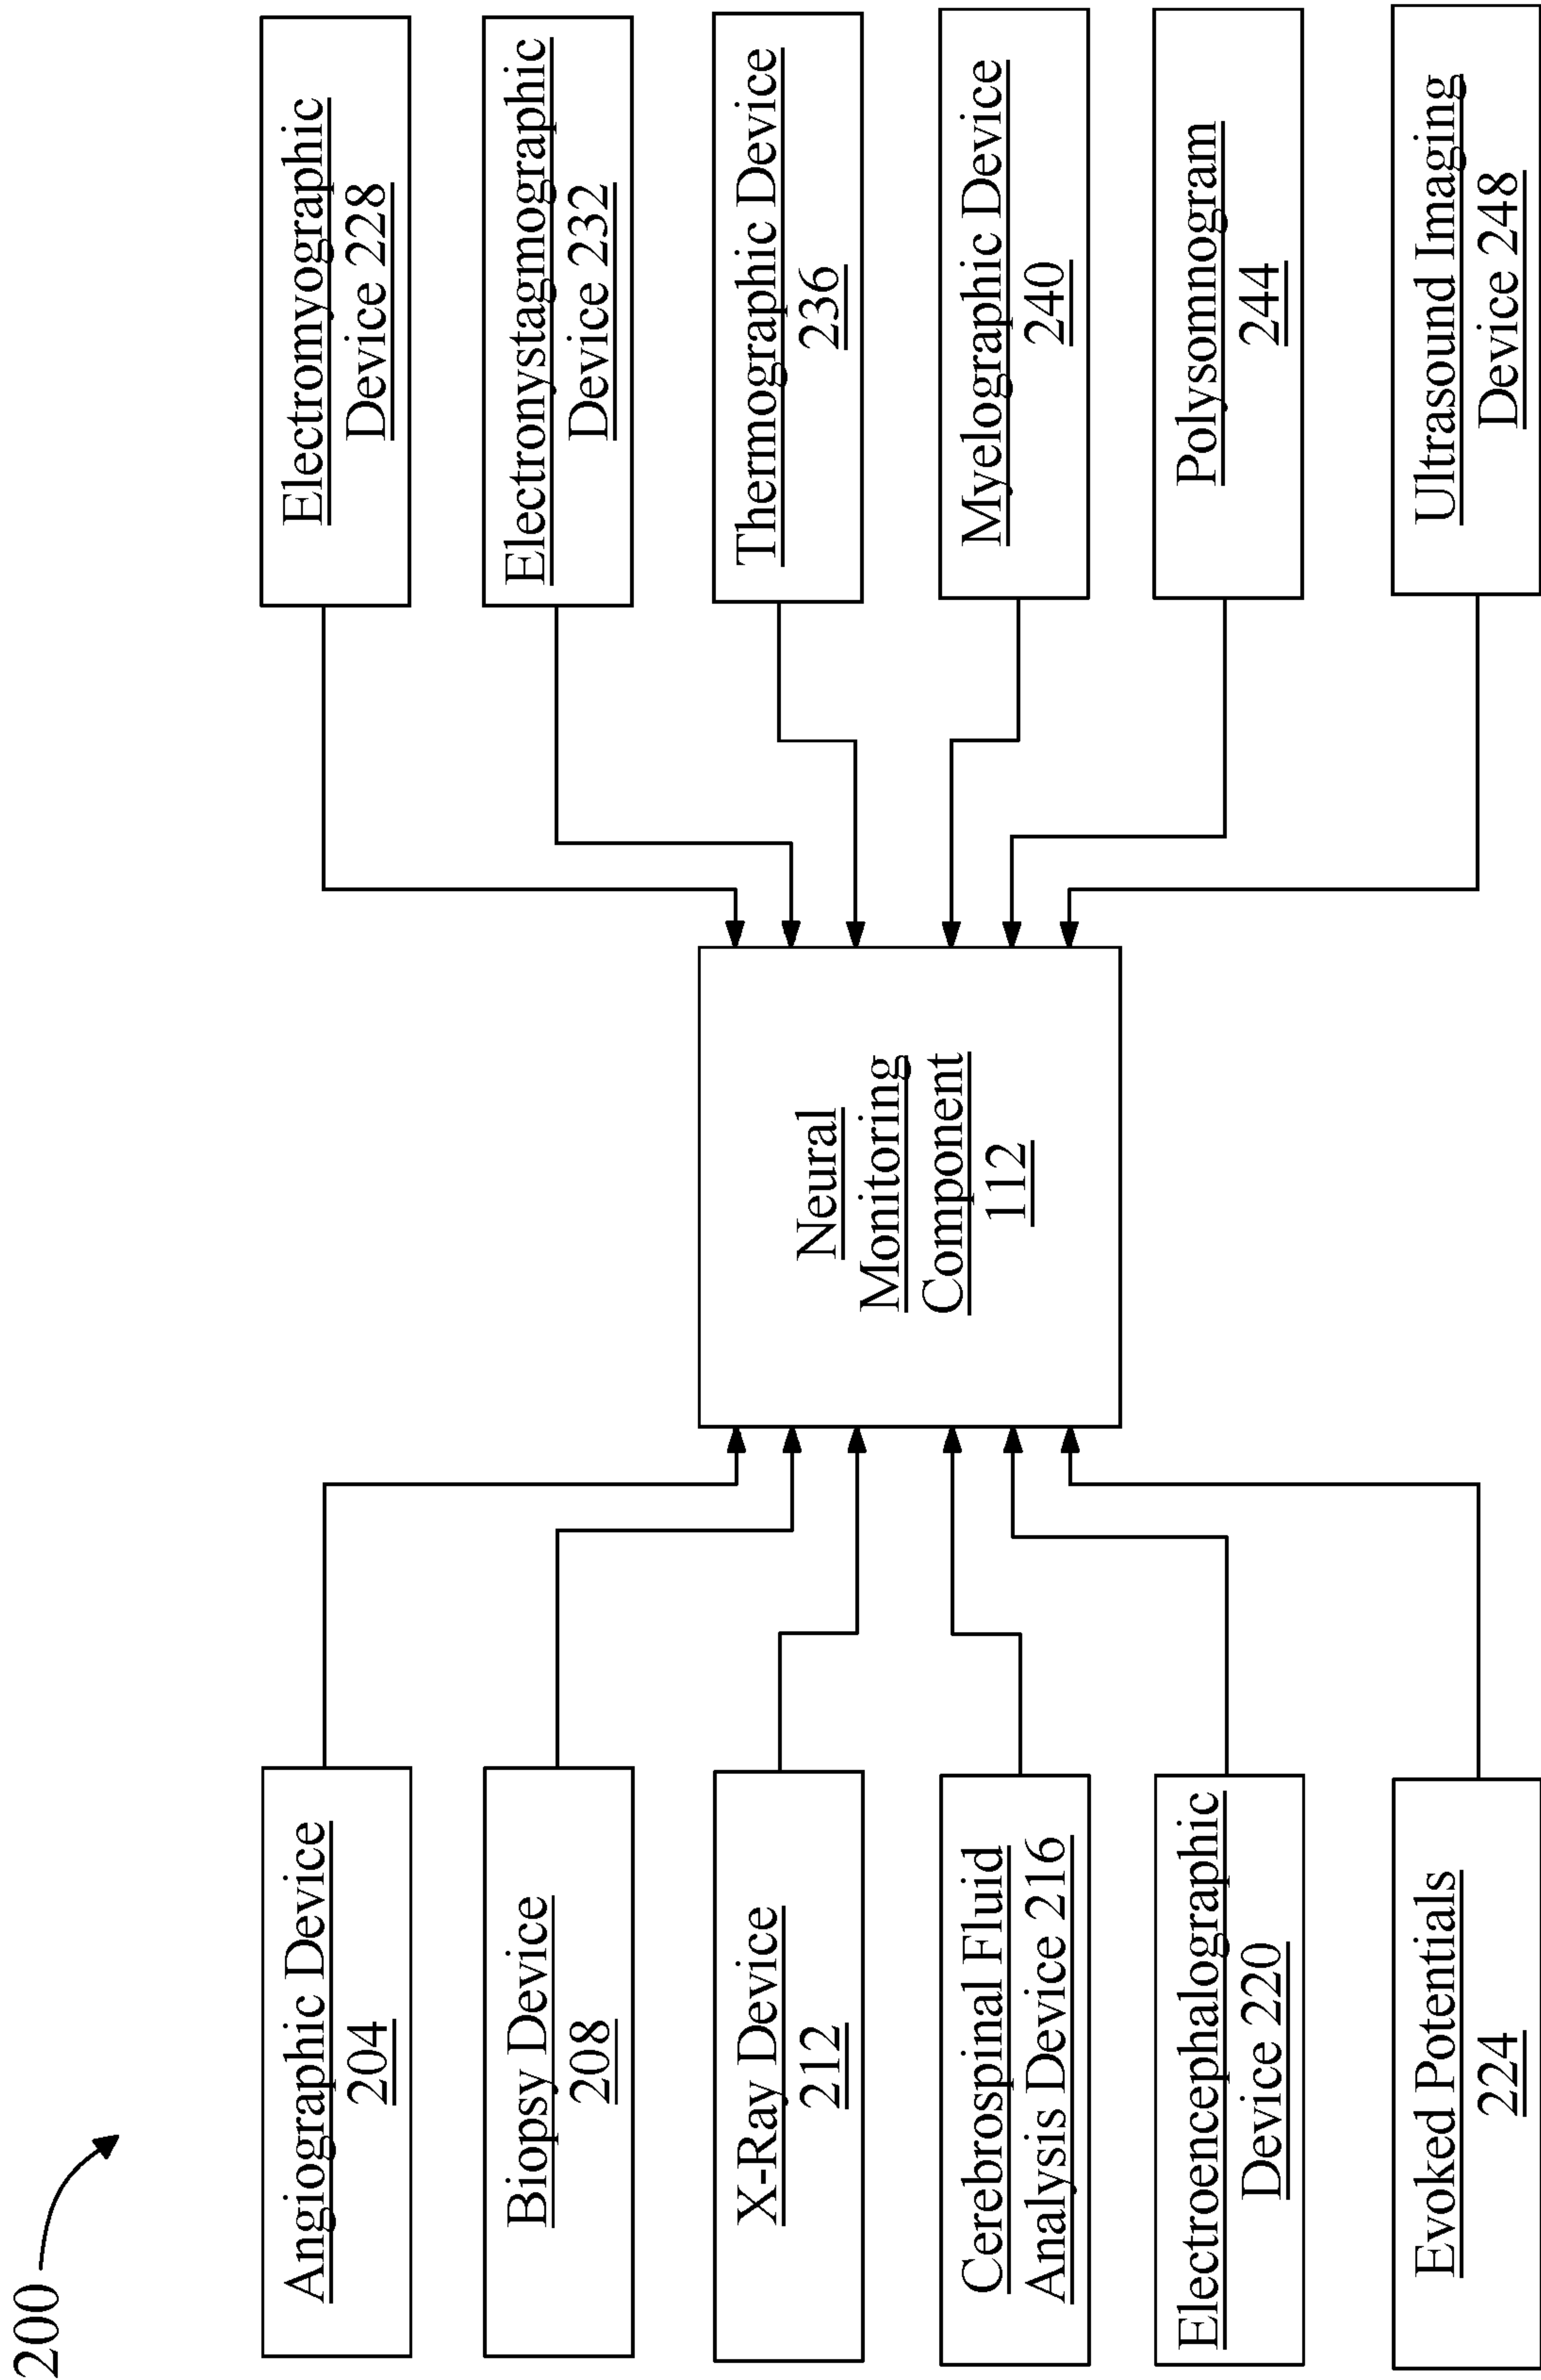 200
Angiographic Device
204
Biopsy Device
208
X-Ray Device
212
Cerebrospinal Fluid
Analysis Device 216
Electroencephalographic
Device 220
Evoked Potentials
224
Neural
Monitoring
Component
112
Electromyographic
Device 228
Electronystagmographic
Device 232
Thermographic Device
236
Myelographic Device
240
Polysomnogram
244
Ultrasound Imaging
Device 248